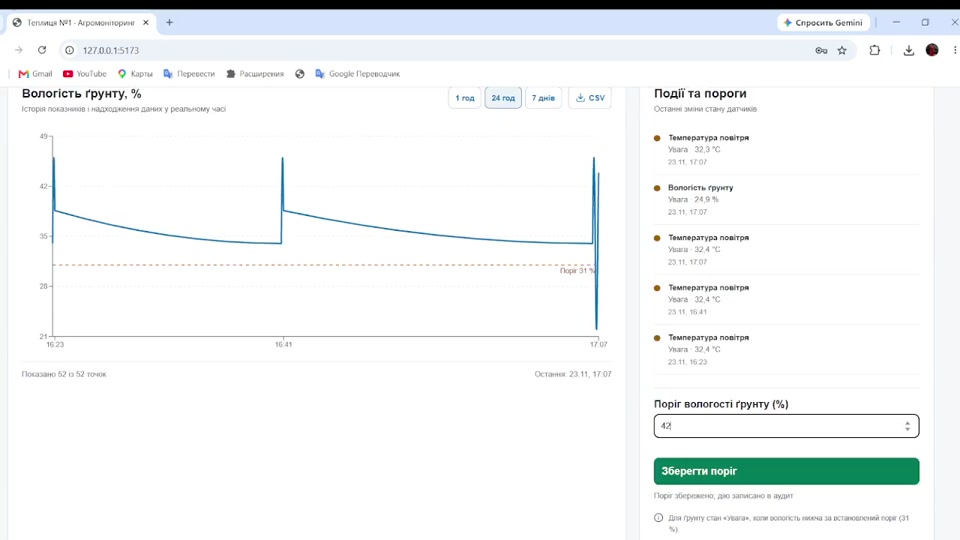 Теплиця №1 - Агромоніторинг
Спросить Gemini
127.0.0.1:5173
Gmail
YouTube
Карты
Перевести
Расширения
Google Переводчик
Вологість ґрунту, %
Історія показників і надходження даних у реальному часі
1 год
24 год
7 днів
CSV
49
42
35
28
21
Поріг 31 %
16:23
16:41
17:07
Показано 52 із 52 точок
Остання: 23.11, 17:07
Події та пороги
Останні зміни стану датчиків
Температура повітря
Увага · 32,3 °C
23.11, 17:07
Вологість ґрунту
Увага · 24,9 %
23.11, 17:07
Температура повітря
Увага · 32,4 °C
23.11, 17:07
Температура повітря
Увага · 32,4 °C
23.11, 16:41
Температура повітря
Увага · 32,4 °C
23.11, 16:23
Поріг вологості ґрунту (%)
42
Зберегти поріг
Поріг збережено, дію записано в аудит
Для ґрунту стан «Увага», коли вологість нижча за встановлений поріг (31
%).